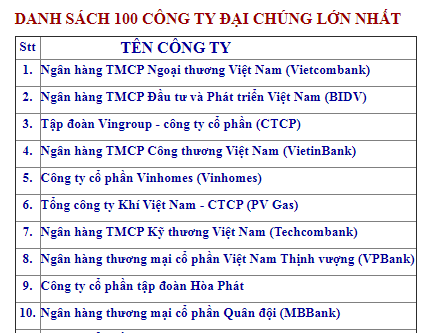 DANH SÁCH 100 CÔNG TY ĐẠI CHÚNG LỚN NHẤT
Stt TÊN CÔNG TY
1. Ngân hàng TMCP Ngoại thương Việt Nam (Vietcombank)
2. Ngân hàng TMCP Đầu tư và Phát triển Việt Nam (BIDV)
3. Tập đoàn Vingroup - công ty cổ phần (CTCP)
4. Ngân hàng TMCP Công thương Việt Nam (VietinBank)
5. Công ty cổ phần Vinhomes (Vinhomes)
6. Tổng công ty Khí Việt Nam - CTCP (PV Gas)
7. Ngân hàng TMCP Kỹ thương Việt Nam (Techcombank)
8. Ngân hàng thương mại cổ phần Việt Nam Thịnh vượng (VPBank)
9. Công ty cổ phần tập đoàn Hòa Phát
10. Ngân hàng thương mại cổ phần Quân đội (MBBank)